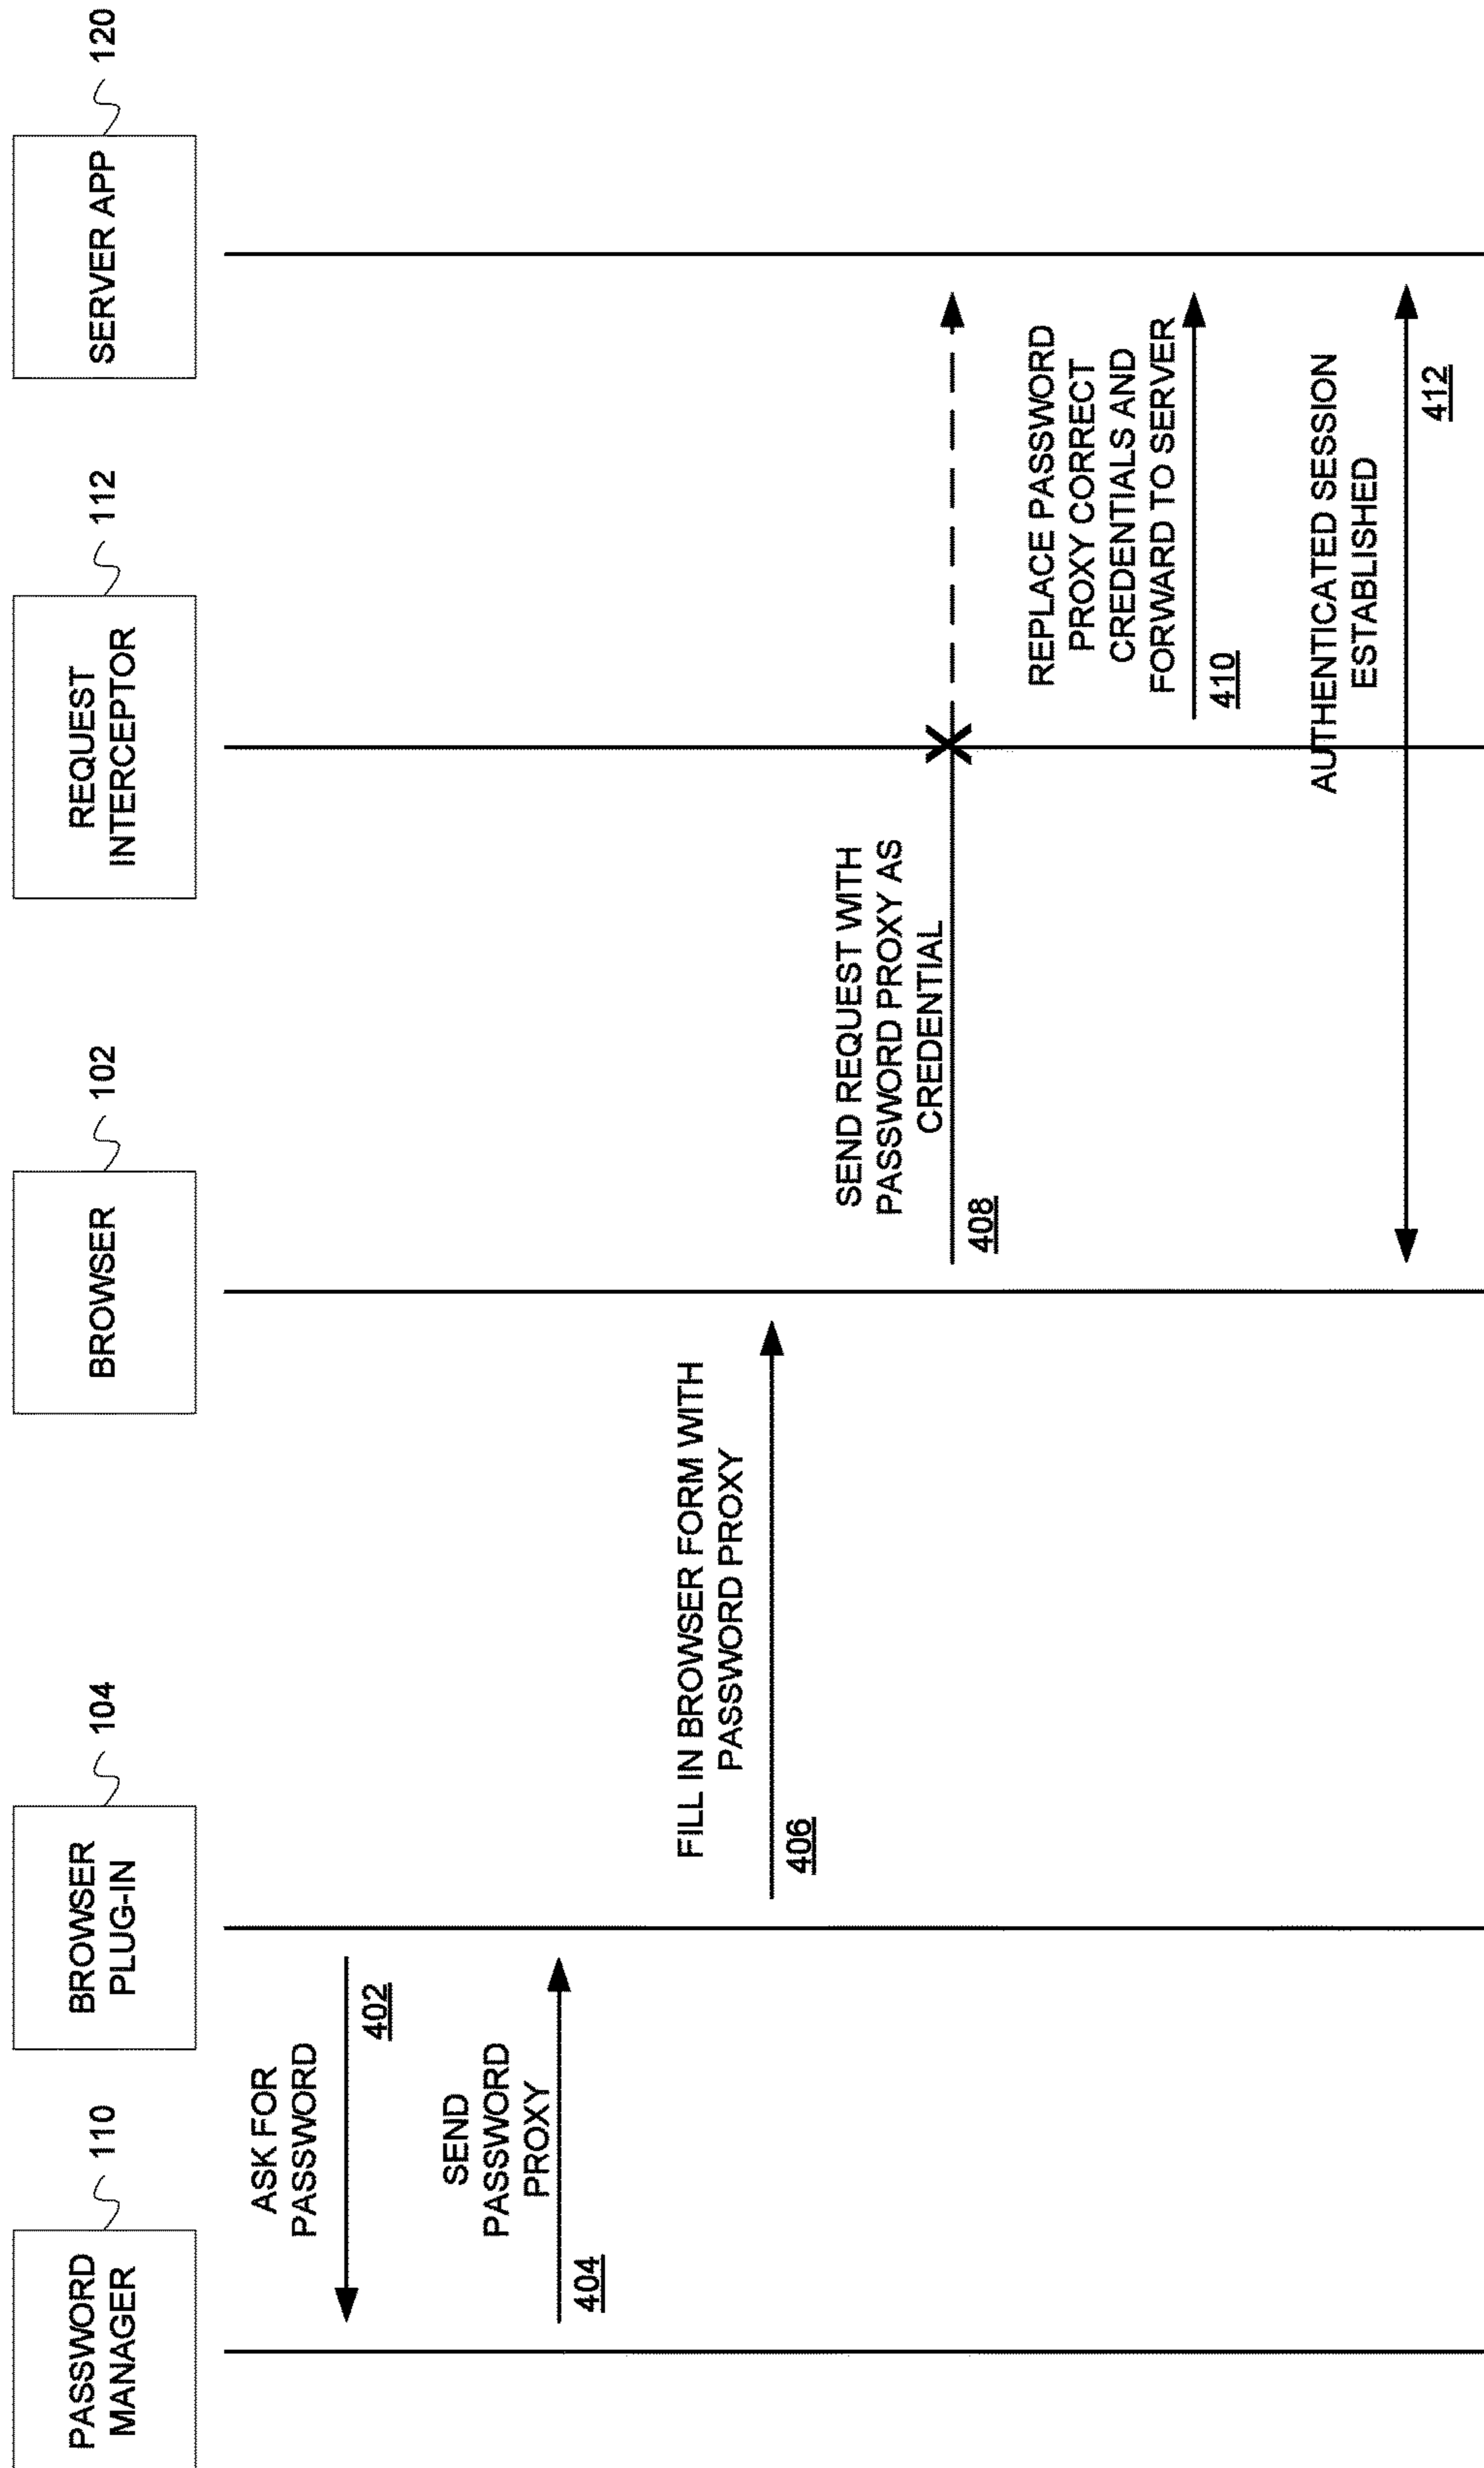 PASSWORD
MANAGER
110
BROWSER
PLUG-IN
104
BROWSER
102
REQUEST
INTERCEPTOR
112
SERVER APP
120
ASK FOR
PASSWORD
402
SEND
PASSWORD
PROXY
404
FILL IN BROWSER FORM WITH
PASSWORD PROXY
406
SEND REQUEST WITH
PASSWORD PROXY AS
CREDENTIAL
408
REPLACE PASSWORD
PROXY CORRECT
CREDENTIALS AND
FORWARD TO SERVER
410
AUTHENTICATED SESSION
ESTABLISHED
412